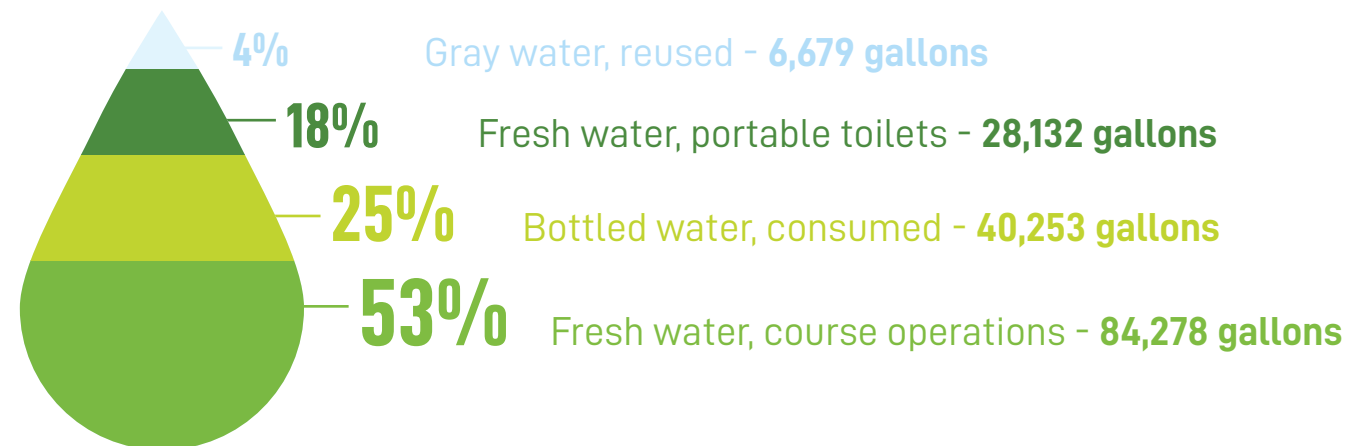 4% Gray water, reused - 6,679 gallons
18% Fresh water, portable toilets - 28,132 gallons
25% Bottled water, consumed - 40,253 gallons
53% Fresh water, course operations - 84,278 gallons